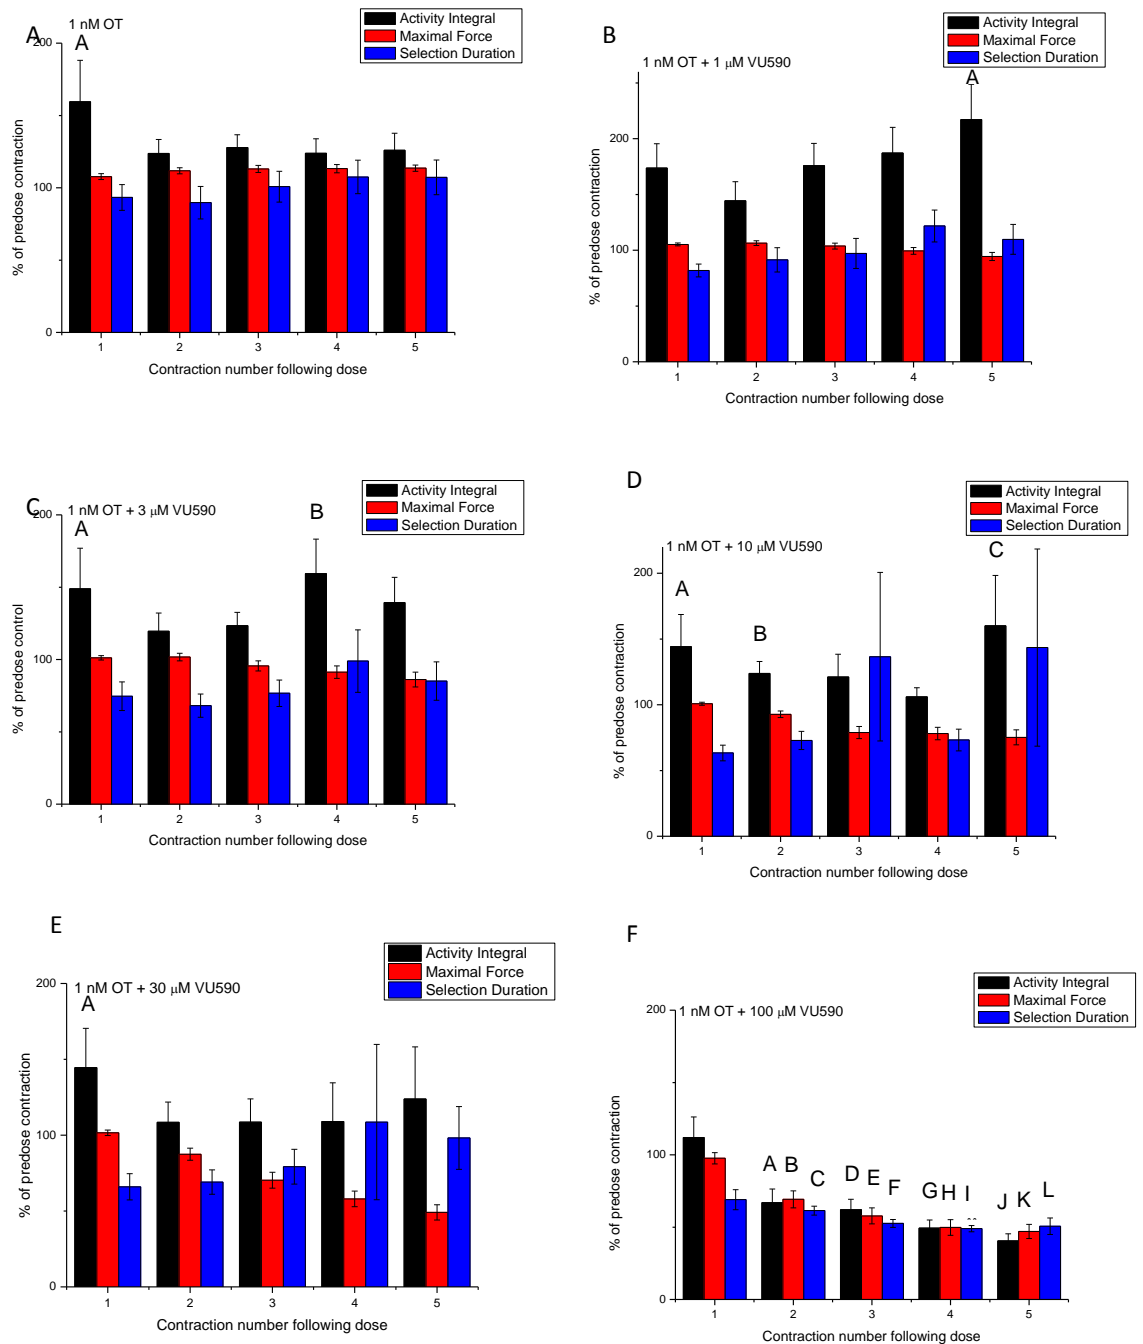 A
1 nM OT
Activity Integral
Maximal Force
Selection Duration
A
% of predose contraction
200
100
0
1 2 3 4 5
Contraction number following dose
B
1 nM OT + 1 μM VU590
Activity Integral
Maximal Force
Selection Duration
A
% of predose contraction
200
100
0
1 2 3 4 5
Contraction number following dose
C
1 nM OT + 3 μM VU590
Activity Integral
Maximal Force
Selection Duration
A B
% of predose control
200
100
0
1 2 3 4 5
Contraction number following dose
D
1 nM OT + 10 μM VU590
Activity Integral
Maximal Force
Selection Duration
A B C
% of predose contraction
200
100
0
1 2 3 4 5
Contraction number following dose
E
1 nM OT + 30 μM VU590
Activity Integral
Maximal Force
Selection Duration
A
% of predose contraction
200
100
0
1 2 3 4 5
Contraction number following dose
F
1 nM OT + 100 μM VU590
Activity Integral
Maximal Force
Selection Duration
A B C D E F G H I J K L
% of predose contraction
200
100
0
1 2 3 4 5
Contraction number following dose